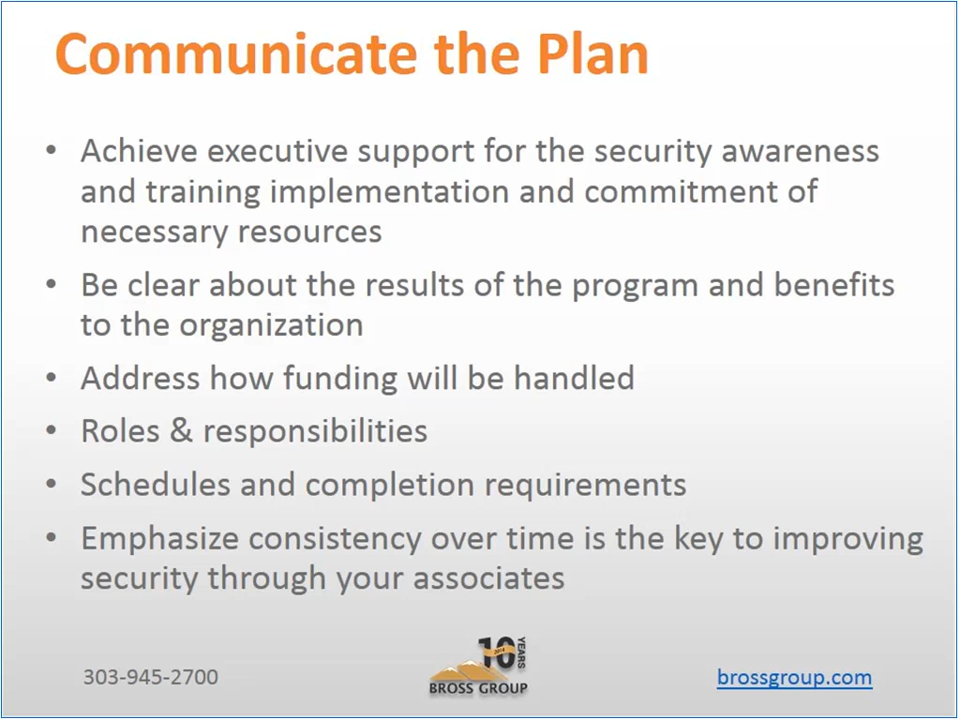 Communicate the Plan
• Achieve executive support for the security awareness
and training implementation and commitment of
necessary resources
• Be clear about the results of the program and benefits
to the organization
• Address how funding will be handled
• Roles & responsibilities
• Schedules and completion requirements
• Emphasize consistency over time is the key to improving
security through your associates
303-945-2700
10 YEARS
2014
BROSS GROUP
brossgroup.com